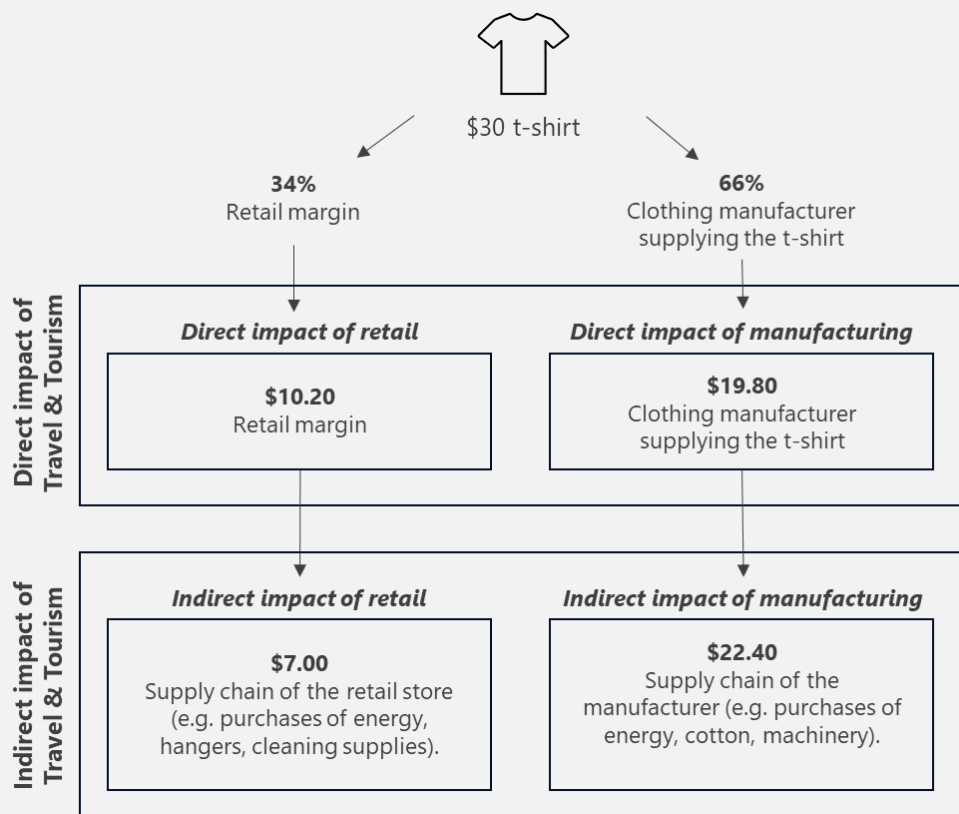 $30 t-shirt
34%
Retail margin
66%
Clothing manufacturer
supplying the t-shirt
Direct impact of
Travel & Tourism
Direct impact of retail
$10.20
Retail margin
Direct impact of manufacturing
$19.80
Clothing manufacturer
supplying the t-shirt
Indirect impact of
Travel & Tourism
Indirect impact of retail
$7.00
Supply chain of the retail store
(e.g. purchases of energy,
hangers, cleaning supplies).
Indirect impact of manufacturing
$22.40
Supply chain of the
manufacturer (e.g. purchases of
energy, cotton, machinery).